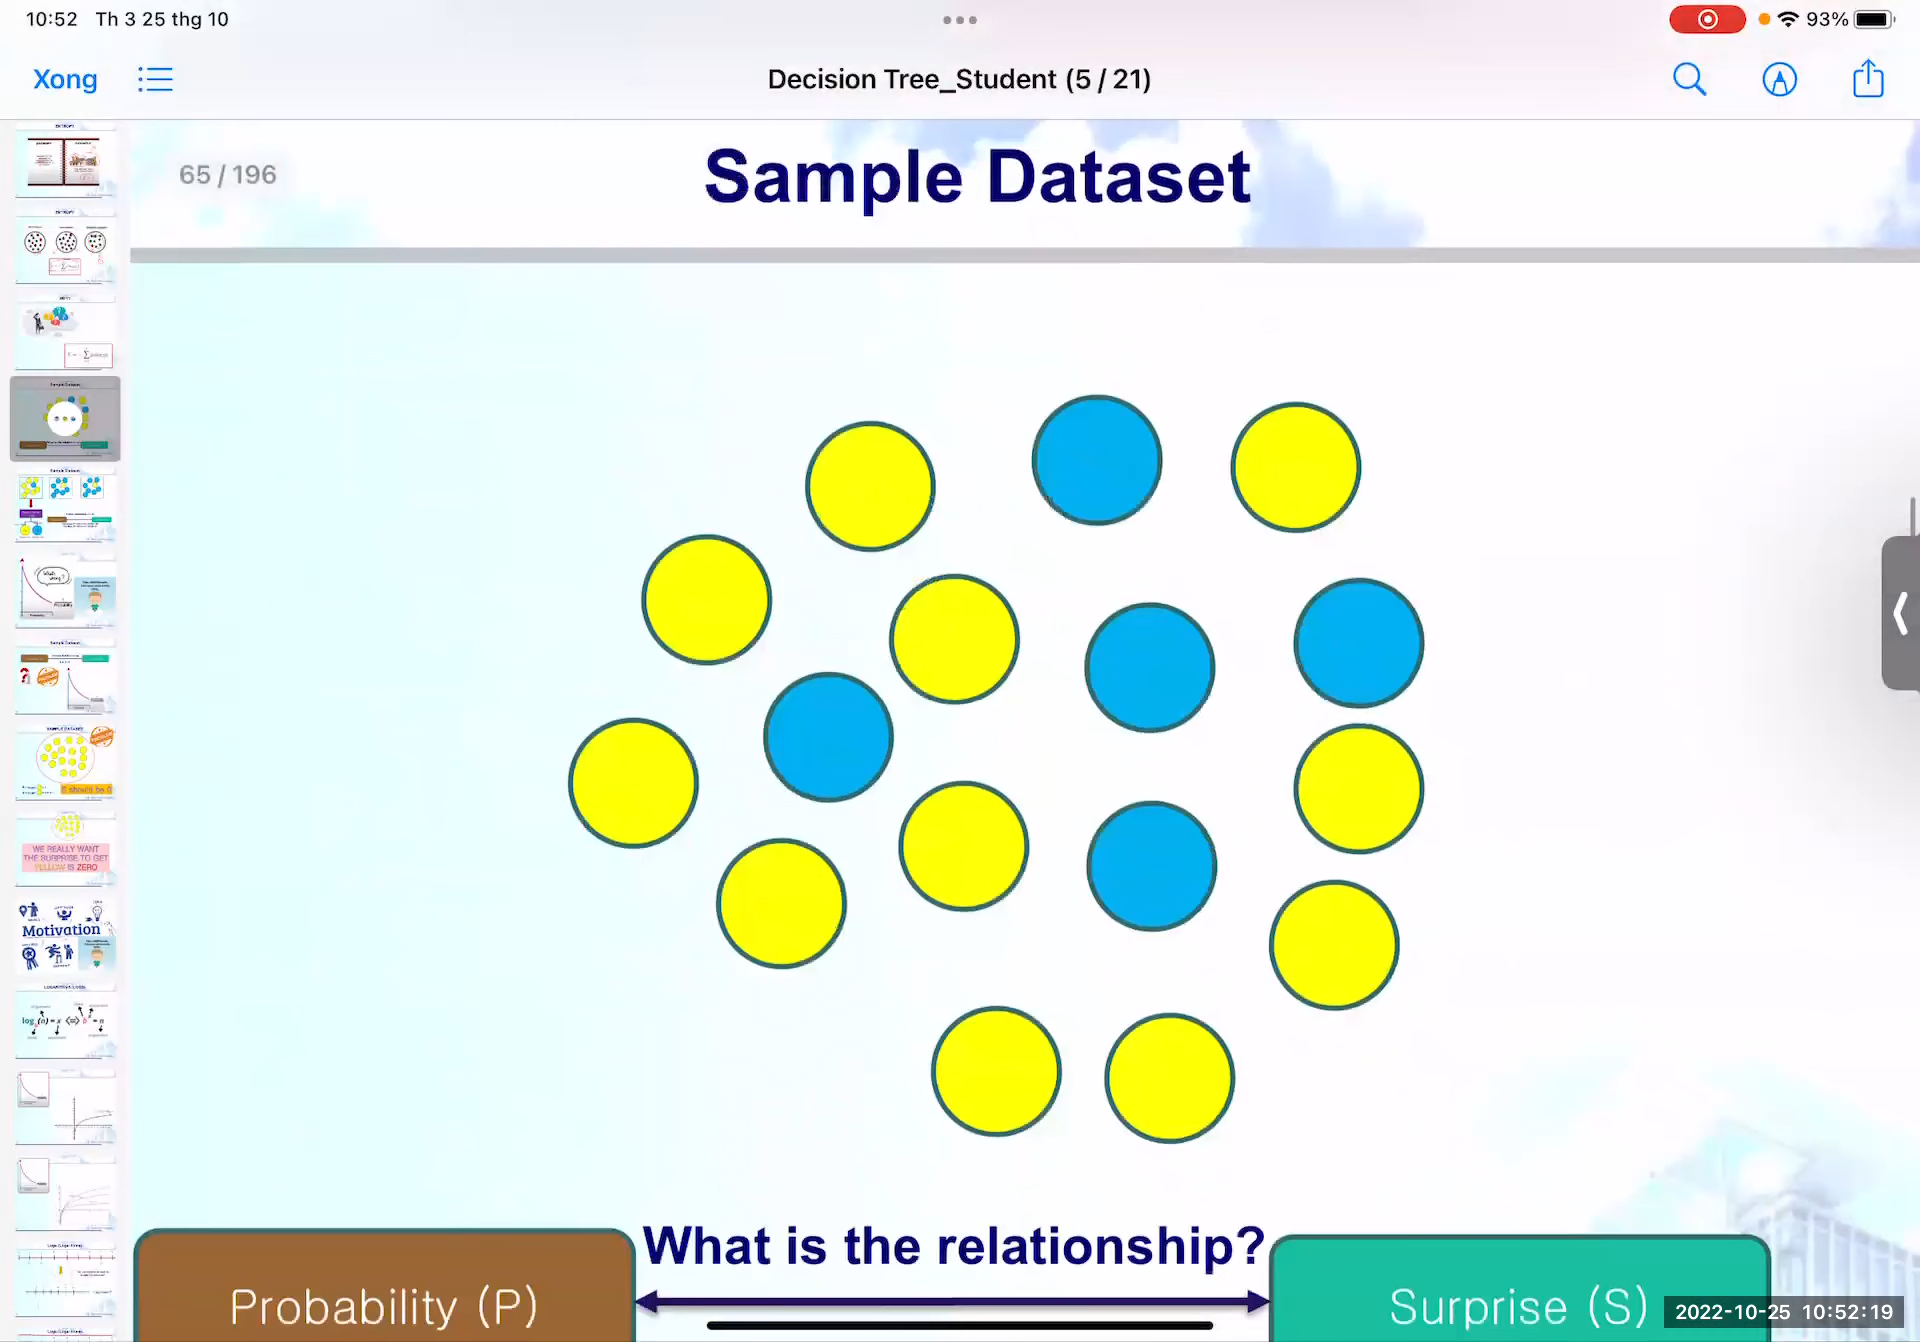 10:52 Th 3 25 thg 10
93%
Xong
Decision Tree_Student (5 / 21)
65 / 196
Sample Dataset
What is the relationship?
Probability (P)
Surprise (S)
2022-10-25 10:52:19
WE REALLY WANT
THE SURPRISE TO GET
YELLOW IS ZERO
Motivation